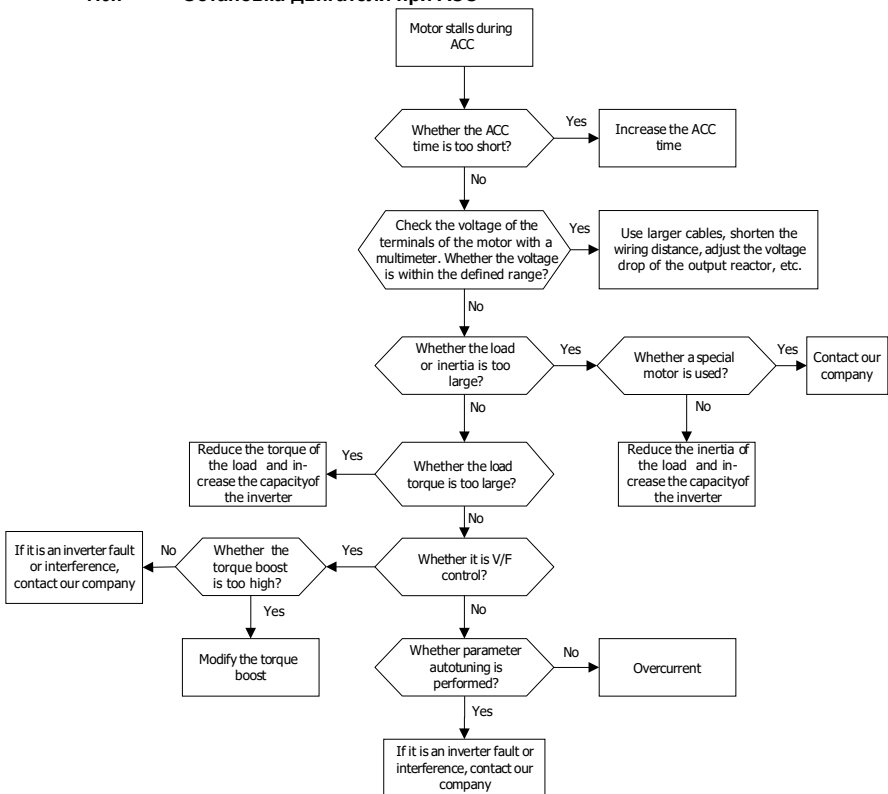 Motor stalls during
ACC
Whether the ACC
time is too short?
Yes
Increase the ACC
time
No
Check the voltage of the
terminals of the motor with a
multimeter. Whether the voltage
is within the defined range?
Yes
Use larger cables, shorten the
wiring distance, adjust the voltage
drop of the output reactor, etc.
No
Whether the load
or inertia is too
large?
Yes
Whether a special
motor is used?
Yes
Contact our
company
No
No
Reduce the torque of
the load and in-
crease the capacityof
the inverter
Yes
Whether the load
torque is too large?
Reduce the inertia of
the load and in-
crease the capacityof
the inverter
No
If it is an inverter fault
or interference,
contact our company
No
Whether the
torque boost
is too high?
Yes
Whether it is V/F
control?
Yes
No
Modify the torque
boost
Whether parameter
autotuning is
performed?
No
Overcurrent
Yes
If it is an inverter fault or
interference, contact our
company